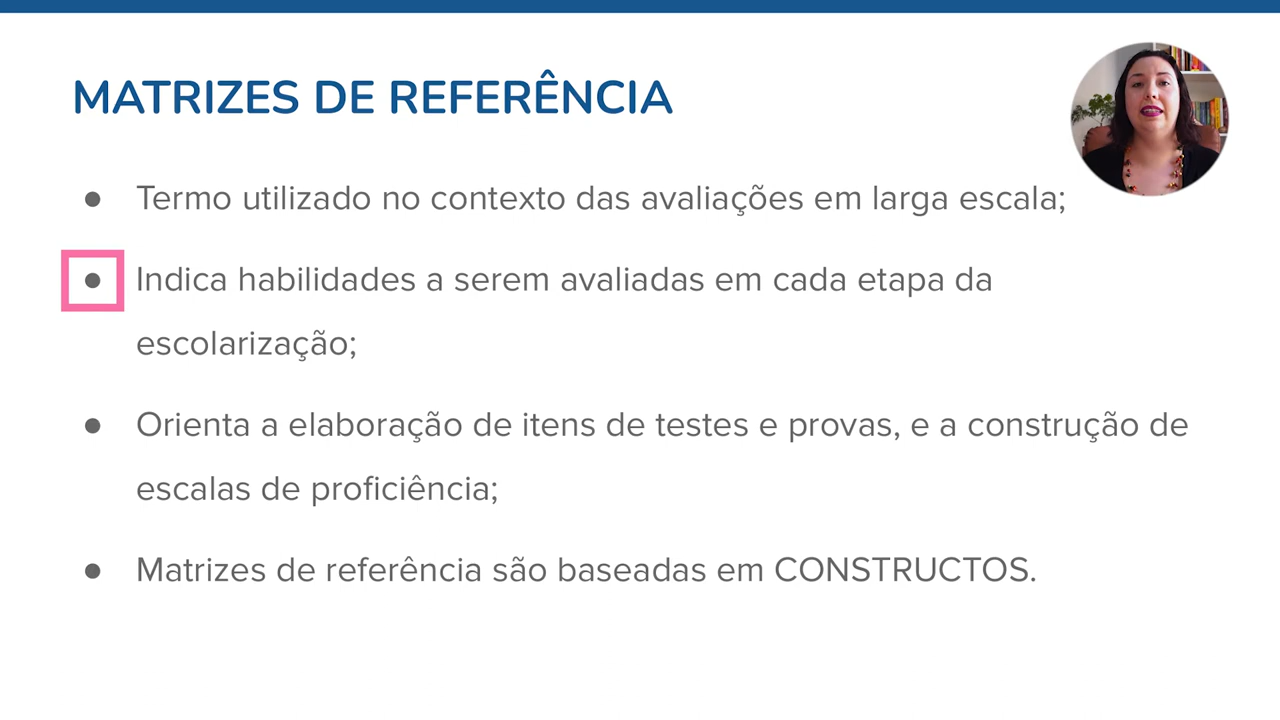 MATRIZES DE REFERÊNCIA
● Termo utilizado no contexto das avaliações em larga escala;
● Indica habilidades a serem avaliadas em cada etapa da
escolarização;
● Orienta a elaboração de itens de testes e provas, e a construção de
escalas de proficiência;
● Matrizes de referência são baseadas em CONSTRUCTOS.